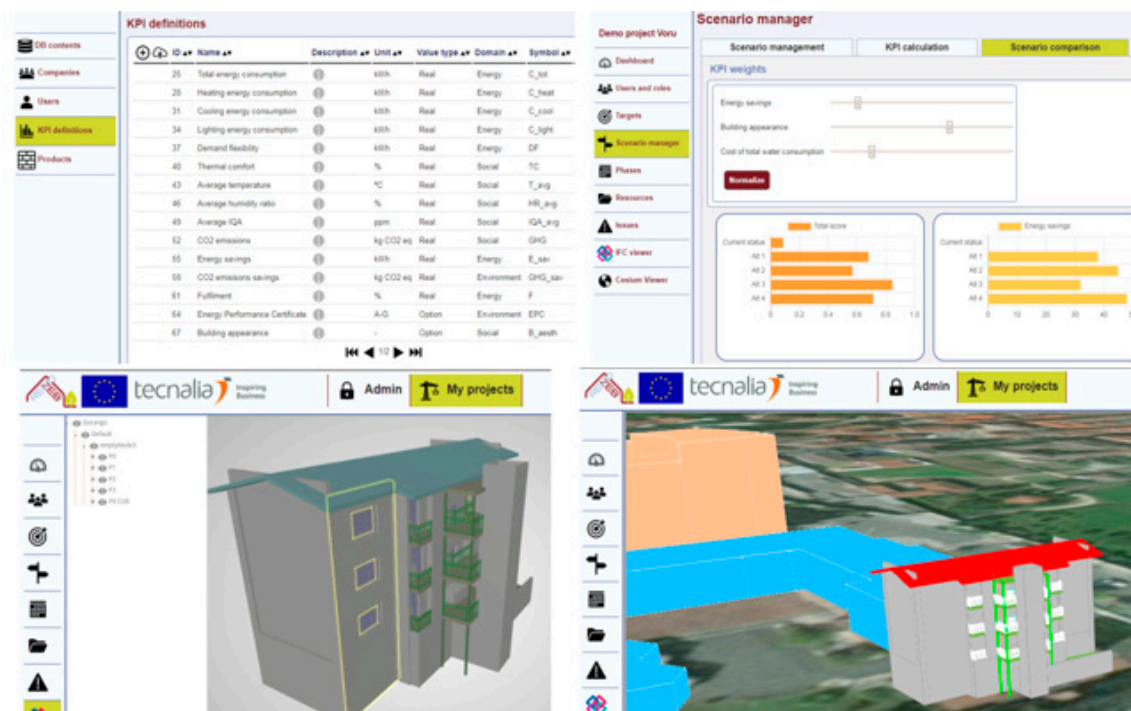 KPI definitions
DB contents
Companies
Users
KPI definitions
Products
ID Name Description Unit Value type Domain Symbol
25 Total energy consumption kWh Real Energy C_tot
28 Heating energy consumption kWh Real Energy C_heat
31 Cooling energy consumption kWh Real Energy C_cool
34 Lighting energy consumption kWh Real Energy C_light
37 Demand flexibility kWh Real Energy DF
40 Thermal comfort % Real Social TC
43 Average temperature ºC Real Social T_avg
46 Average humidity ratio % Real Social HR_avg
49 Average IQA ppm Real Social IQA_avg
52 CO2 emissions kg CO2 eq Real Social GHG
55 Energy savings kWh Real Energy E_sav
58 CO2 emisions savings kg CO2 eq Real Environment GHG_sav
61 Fulfilment % Real Energy F
64 Energy Performance Certificate A-G Option Environment EPC
67 Building appearance - Option Social B_aesth
1/2
Scenario manager
Demo project Voru
Dashboard
Users and roles
Targets
Scenario manager
Phases
Resources
Issues
IFC viewer
Cesium Viewer
Scenario management KPI calculation Scenario comparison
KPI weights
Energy savings
Building appearance
Cost of total water consumption
Normalize
Total score
Current status
Alt 1
Alt 2
Alt 3
Alt 4
0 0.2 0.4 0.6 0.8 1.0
Energy savings
Current status
Alt 1
Alt 2
Alt 3
Alt 4
0 10 20 30 40
tecnalia Inspiring Business
Admin My projects
Durango
Default
P0
P1
P2
P3
tecnalia Inspiring Business
Admin My projects